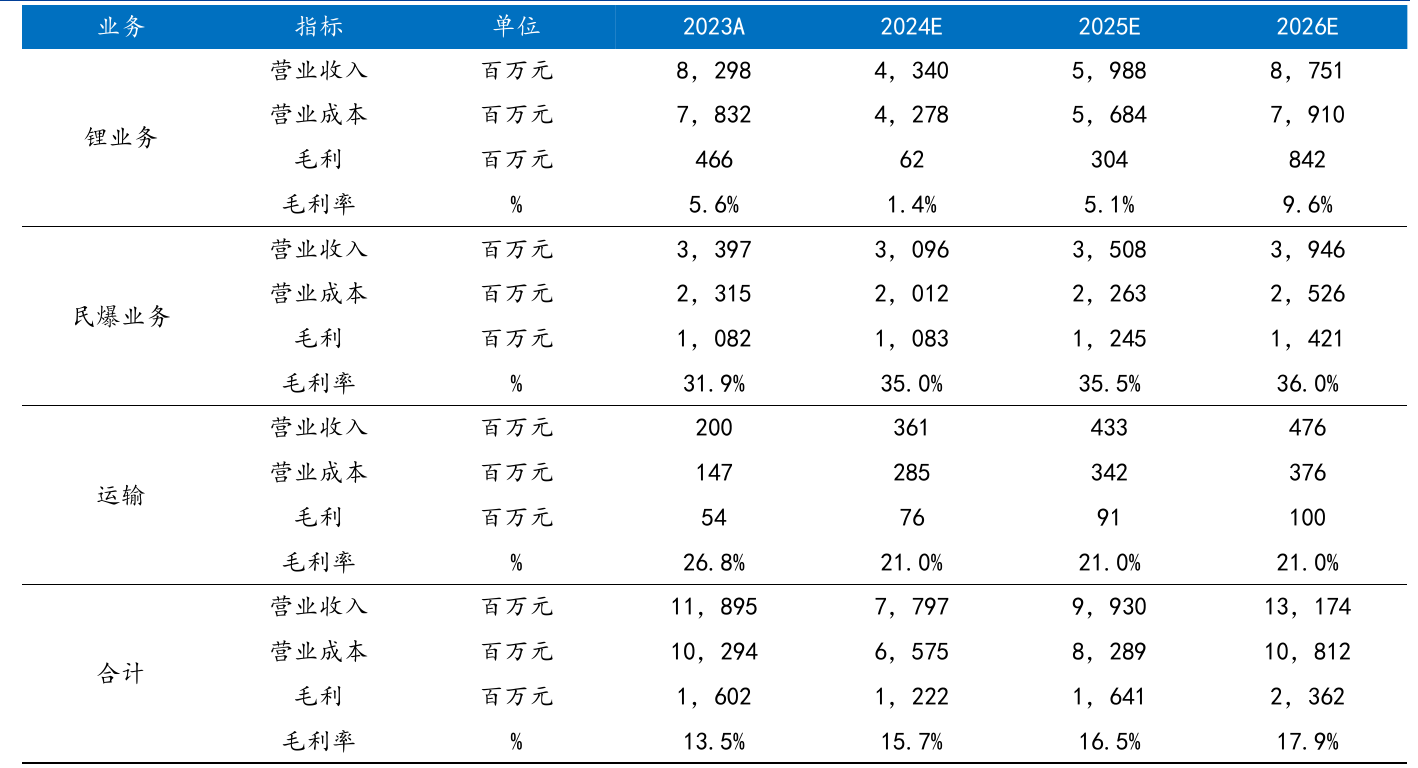 业务 指标 单位 2023A 2024E 2025E 2026E
锂业务
营业收入 百万元 8, 298 4, 340 5, 988 8, 751
营业成本 百万元 7, 832 4, 278 5, 684 7, 910
毛利 百万元 466 62 304 842
毛利率 % 5.6% 1.4% 5.1% 9.6%
民爆业务
营业收入 百万元 3, 397 3, 096 3, 508 3, 946
营业成本 百万元 2, 315 2, 012 2, 263 2, 526
毛利 百万元 1, 082 1, 083 1, 245 1, 421
毛利率 % 31.9% 35.0% 35.5% 36.0%
运输
营业收入 百万元 200 361 433 476
营业成本 百万元 147 285 342 376
毛利 百万元 54 76 91 100
毛利率 % 26.8% 21.0% 21.0% 21.0%
合计
营业收入 百万元 11, 895 7, 797 9, 930 13, 174
营业成本 百万元 10, 294 6, 575 8, 289 10, 812
毛利 百万元 1, 602 1, 222 1, 641 2, 362
毛利率 % 13.5% 15.7% 16.5% 17.9%